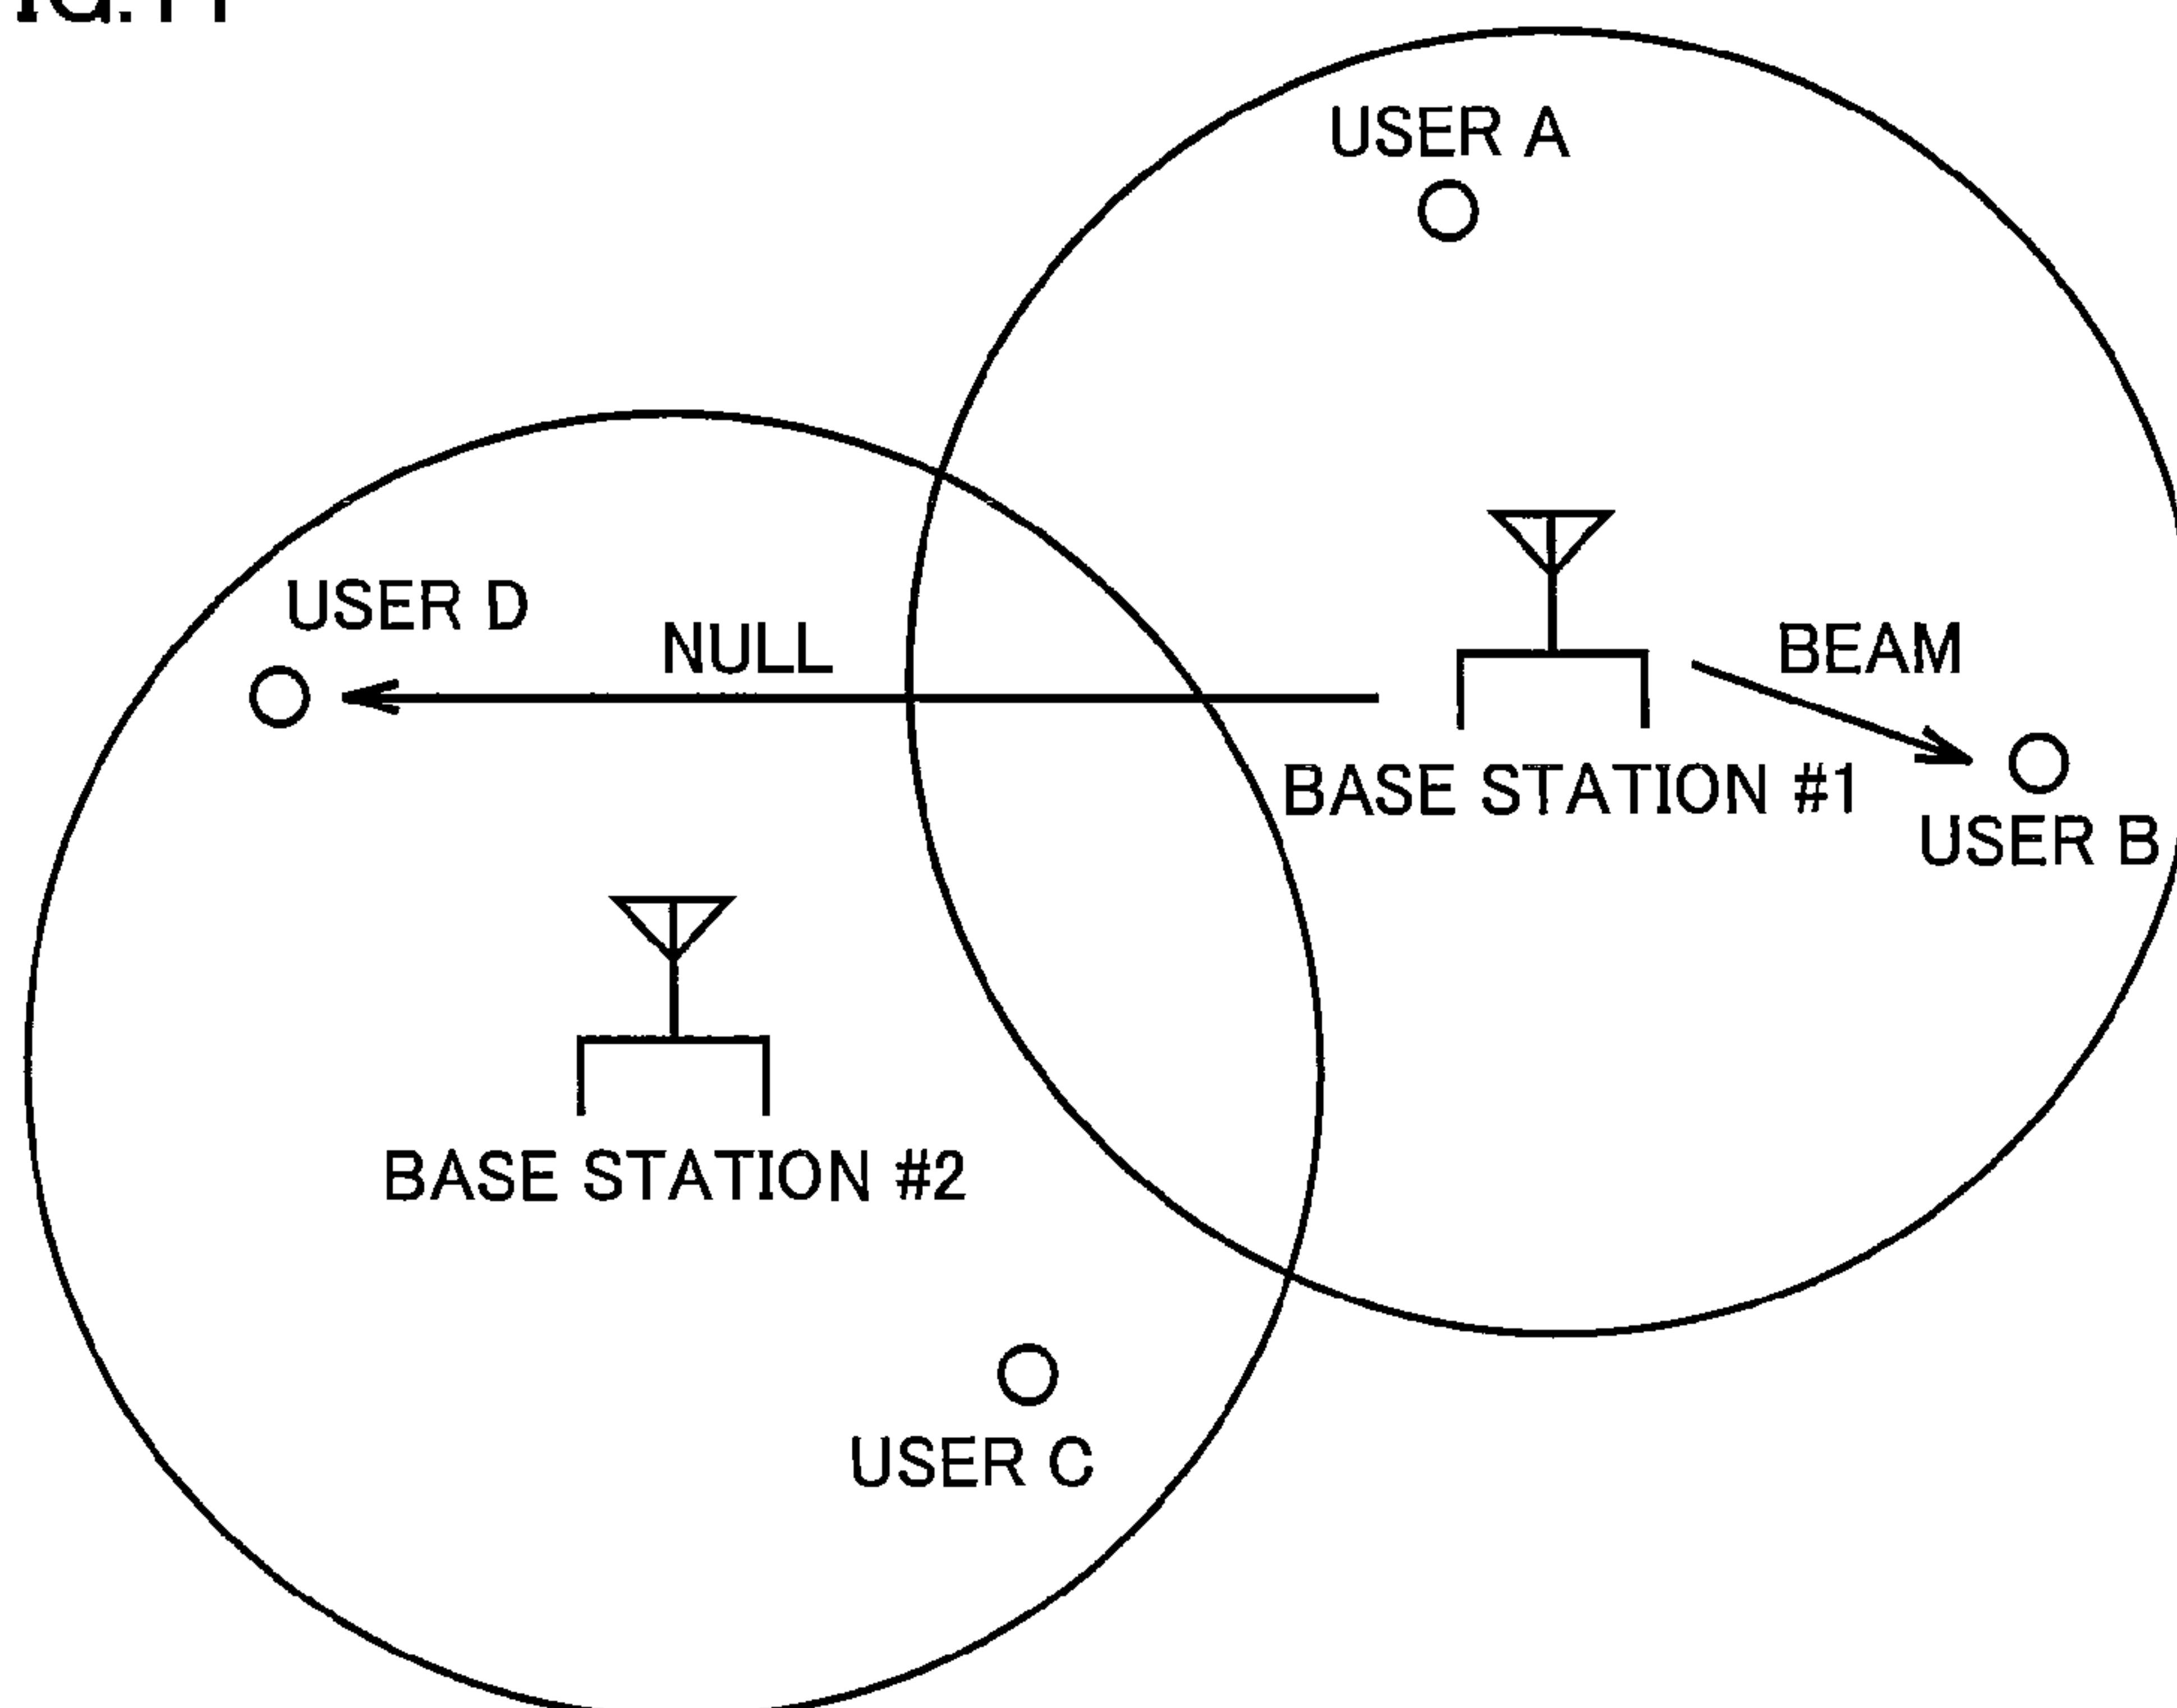 USER A
USER D
NULL
BEAM
BASE STATION #1
USER B
BASE STATION #2
USER C